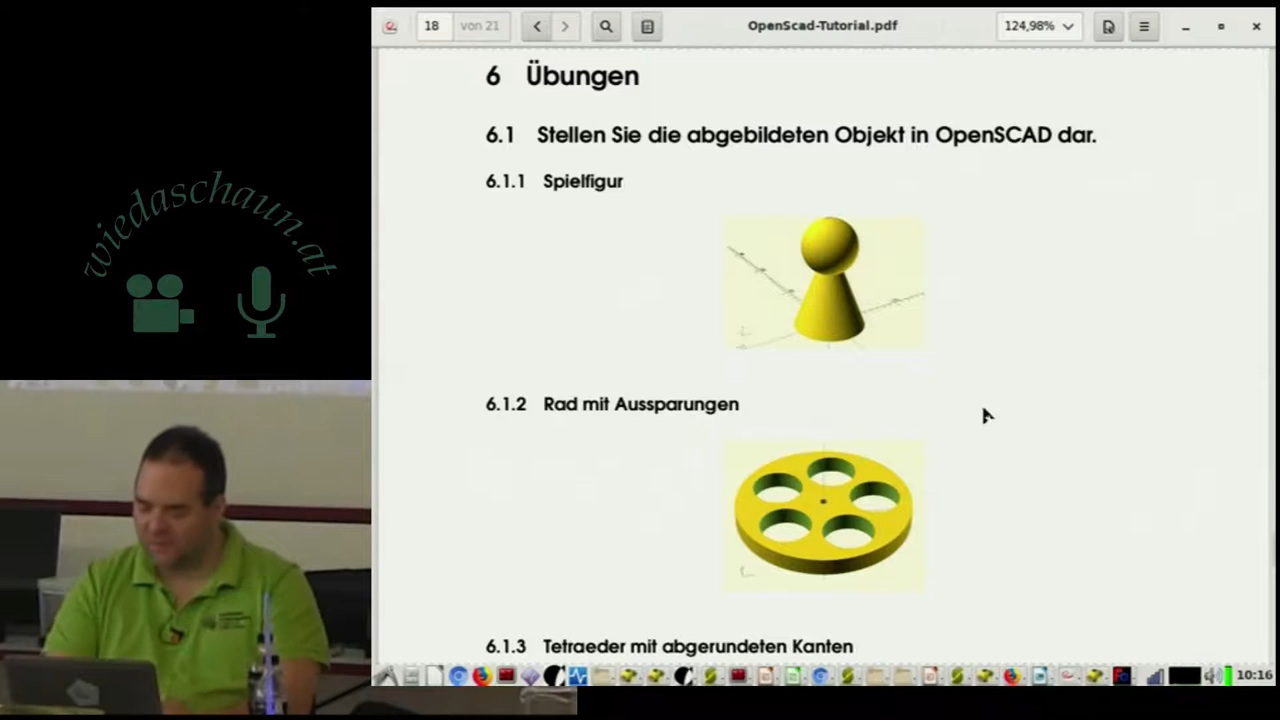 18 von 21
OpenScad-Tutorial.pdf
124,98%
6 Übungen
6.1 Stellen Sie die abgebildeten Objekt in OpenSCAD dar.
6.1.1 Spielfigur
6.1.2 Rad mit Aussparungen
6.1.3 Tetraeder mit abgerundeten Kanten
10:16
wiedaschaun.at